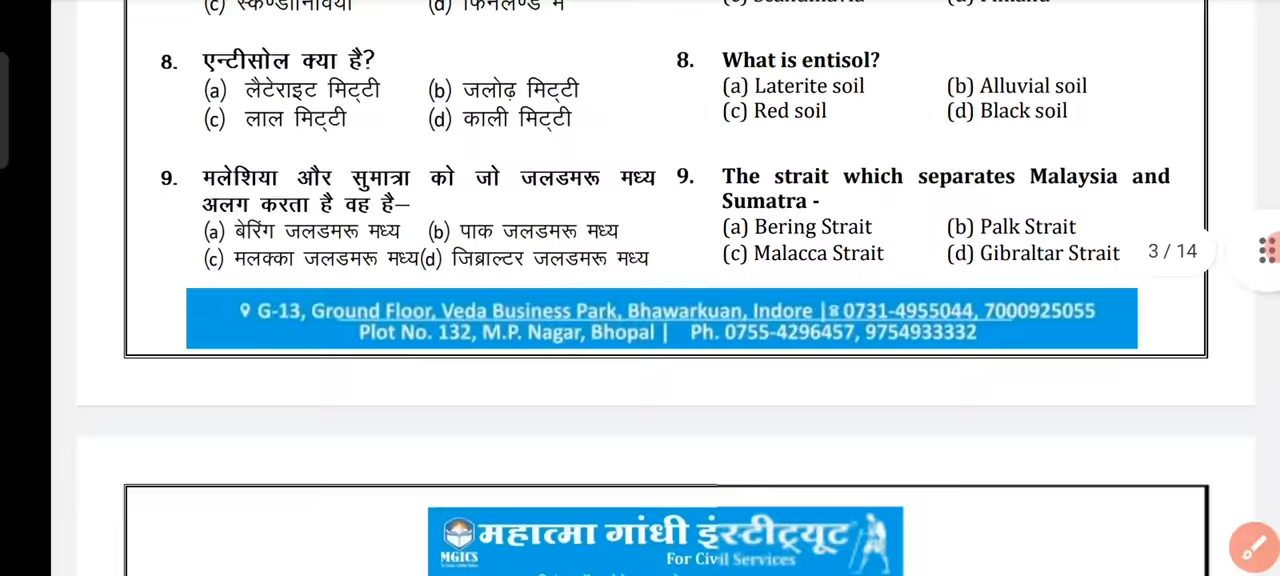 (c) स्कैण्डीनेविया (d) फिनलैण्ड में
8. एन्टीसोल क्या है?
(a) लैटेराइट मिट्टी (b) जलोढ़ मिट्टी
(c) लाल मिट्टी (d) काली मिट्टी
9. मलेशिया और सुमात्रा को जो जलडमरू मध्य
अलग करता है वह है–
(a) बेरिंग जलडमरू मध्य (b) पाक जलडमरू मध्य
(c) मलक्का जलडमरू मध्य(d) जिब्राल्टर जलडमरू मध्य
8. What is entisol?
(a) Laterite soil (b) Alluvial soil
(c) Red soil (d) Black soil
9. The strait which separates Malaysia and
Sumatra -
(a) Bering Strait (b) Palk Strait
(c) Malacca Strait (d) Gibraltar Strait
3 / 14
G-13, Ground Floor, Veda Business Park, Bhawarkuan, Indore | 0731-4955044, 7000925055
Plot No. 132, M.P. Nagar, Bhopal | Ph. 0755-4296457, 9754933332
महात्मा गांधी इंस्टीट्यूट
MGICS
For Civil Services